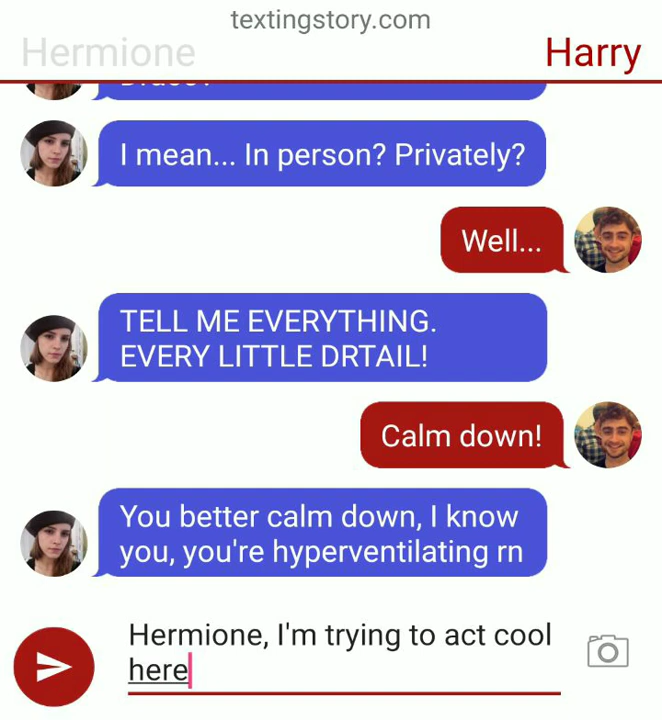 textingstory.com
Hermione
Harry
I mean... In person? Privately?
Well...
TELL ME EVERYTHING.
EVERY LITTLE DRTAIL!
Calm down!
You better calm down, I know
you, you're hyperventilating rn
Hermione, I'm trying to act cool
here